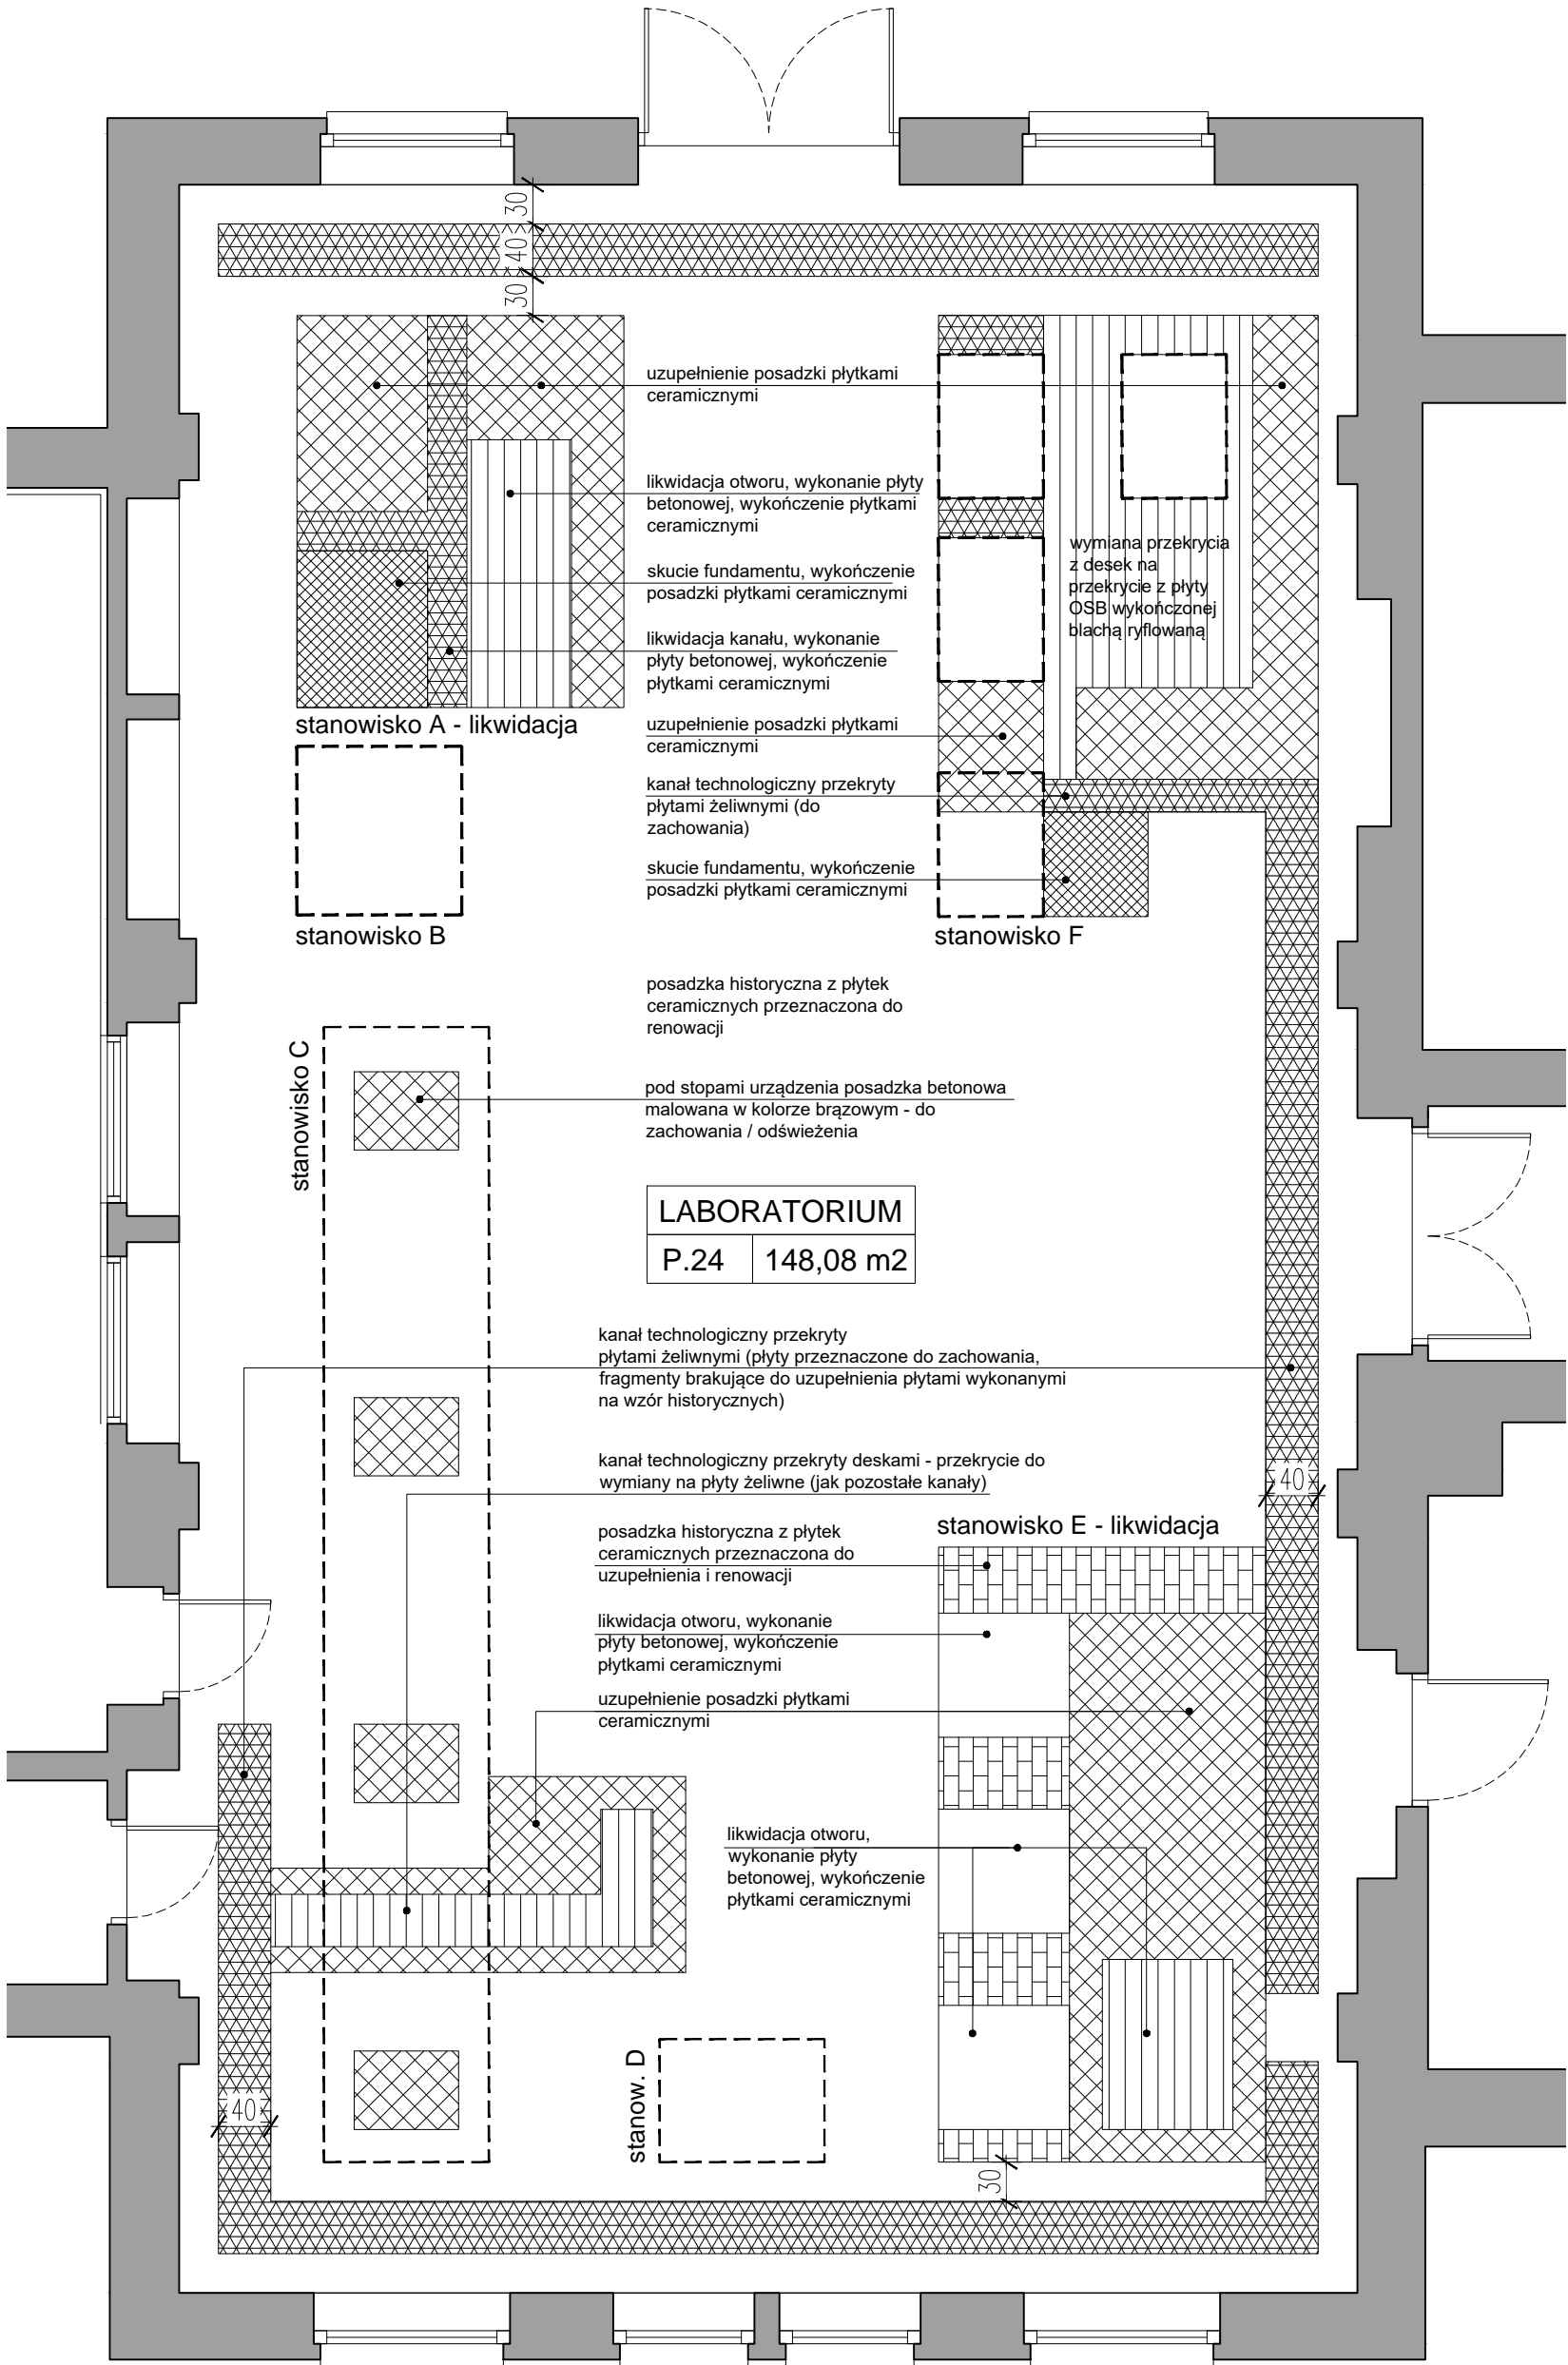 30
40
30
uzupełnienie posadzki płytkami
ceramicznymi
likwidacja otworu, wykonanie płyty
betonowej, wykończenie płytkami
ceramicznymi
wymiana przekrycia
z desek na
przekrycie z płyty
OSB wykończonej
blachą ryflowaną
skucie fundamentu, wykończenie
posadzki płytkami ceramicznymi
likwidacja kanału, wykonanie
płyty betonowej, wykończenie
płytkami ceramicznymi
stanowisko A - likwidacja
uzupełnienie posadzki płytkami
ceramicznymi
kanał technologiczny przekryty
płytami żeliwnymi (do
zachowania)
skucie fundamentu, wykończenie
posadzki płytkami ceramicznymi
stanowisko B
stanowisko F
posadzka historyczna z płytek
ceramicznych przeznaczona do
renowacji
stanowisko C
pod stopami urządzenia posadzka betonowa
malowana w kolorze brązowym - do
zachowania / odświeżenia
LABORATORIUM
P.24 148,08 m2
kanał technologiczny przekryty
płytami żeliwnymi (płyty przeznaczone do zachowania,
fragmenty brakujące do uzupełnienia płytami wykonanymi
na wzór historycznych)
kanał technologiczny przekryty deskami - przekrycie do
wymiany na płyty żeliwne (jak pozostałe kanały)
40
stanowisko E - likwidacja
posadzka historyczna z płytek
ceramicznych przeznaczona do
uzupełnienia i renowacji
likwidacja otworu, wykonanie
płyty betonowej, wykończenie
płytkami ceramicznymi
uzupełnienie posadzki płytkami
ceramicznymi
likwidacja otworu,
wykonanie płyty
betonowej, wykończenie
płytkami ceramicznymi
stanow. D
40
30